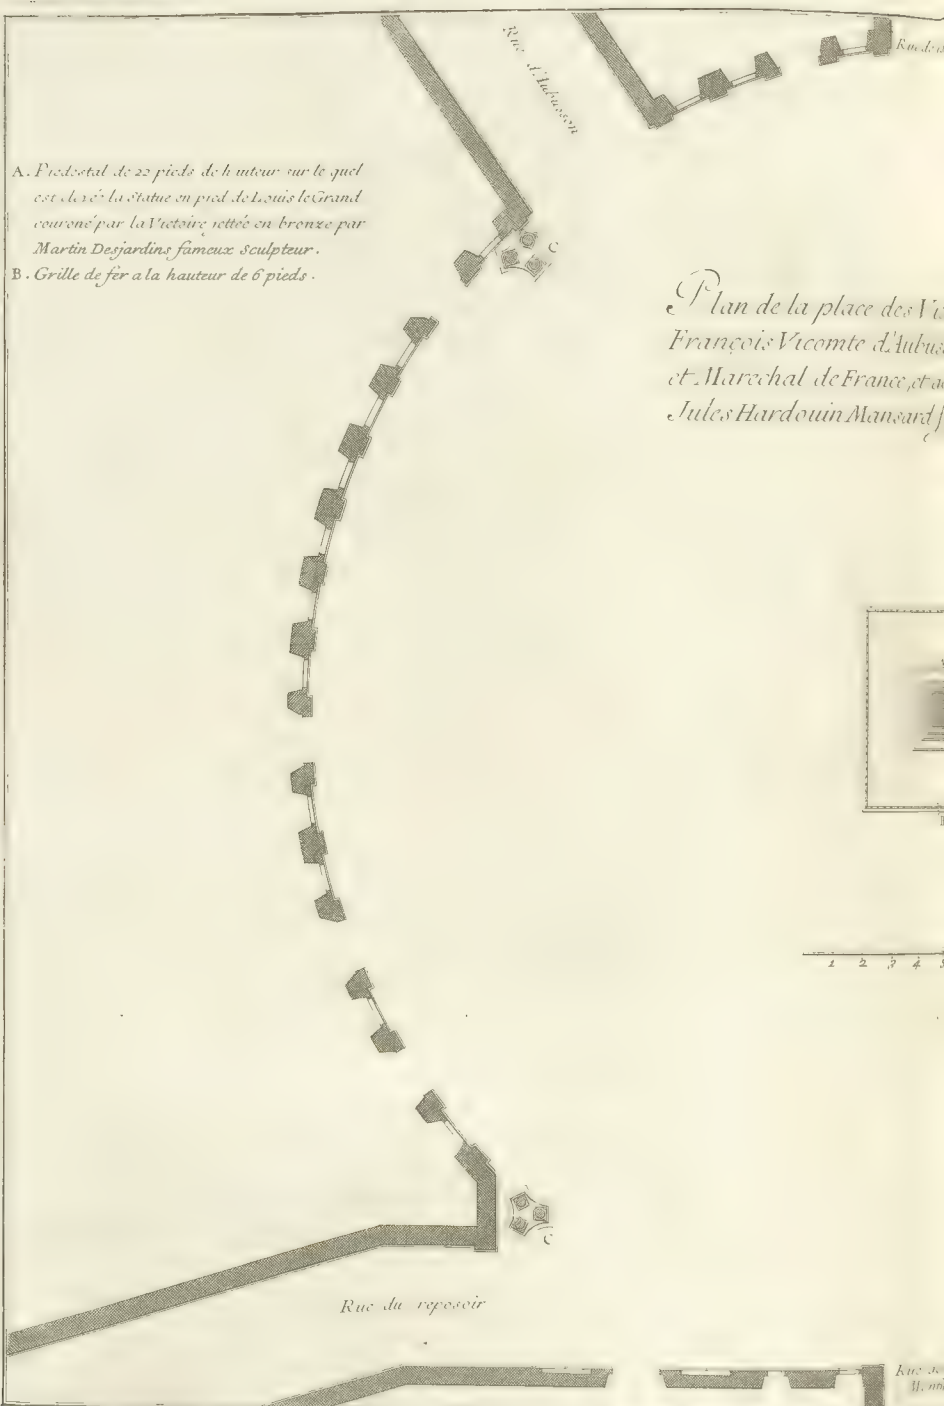 Rue d'Aubusson
Rue de
A. Piedestal de 22 pieds de hauteur sur le quel
est la Statue en pied de Louis le Grand
couroné par la Victoire jettée en bronze par
Martin Desjardins fameux Sculpteur.
B. Grille de fer a la hauteur de 6 pieds.
C
Plan de la place des Vi
François Vicomte d'Aubus
et Marechal de France, et
Jules Hardouin Mansard
1 2 3 4
C
Rue du reposoir
Rue